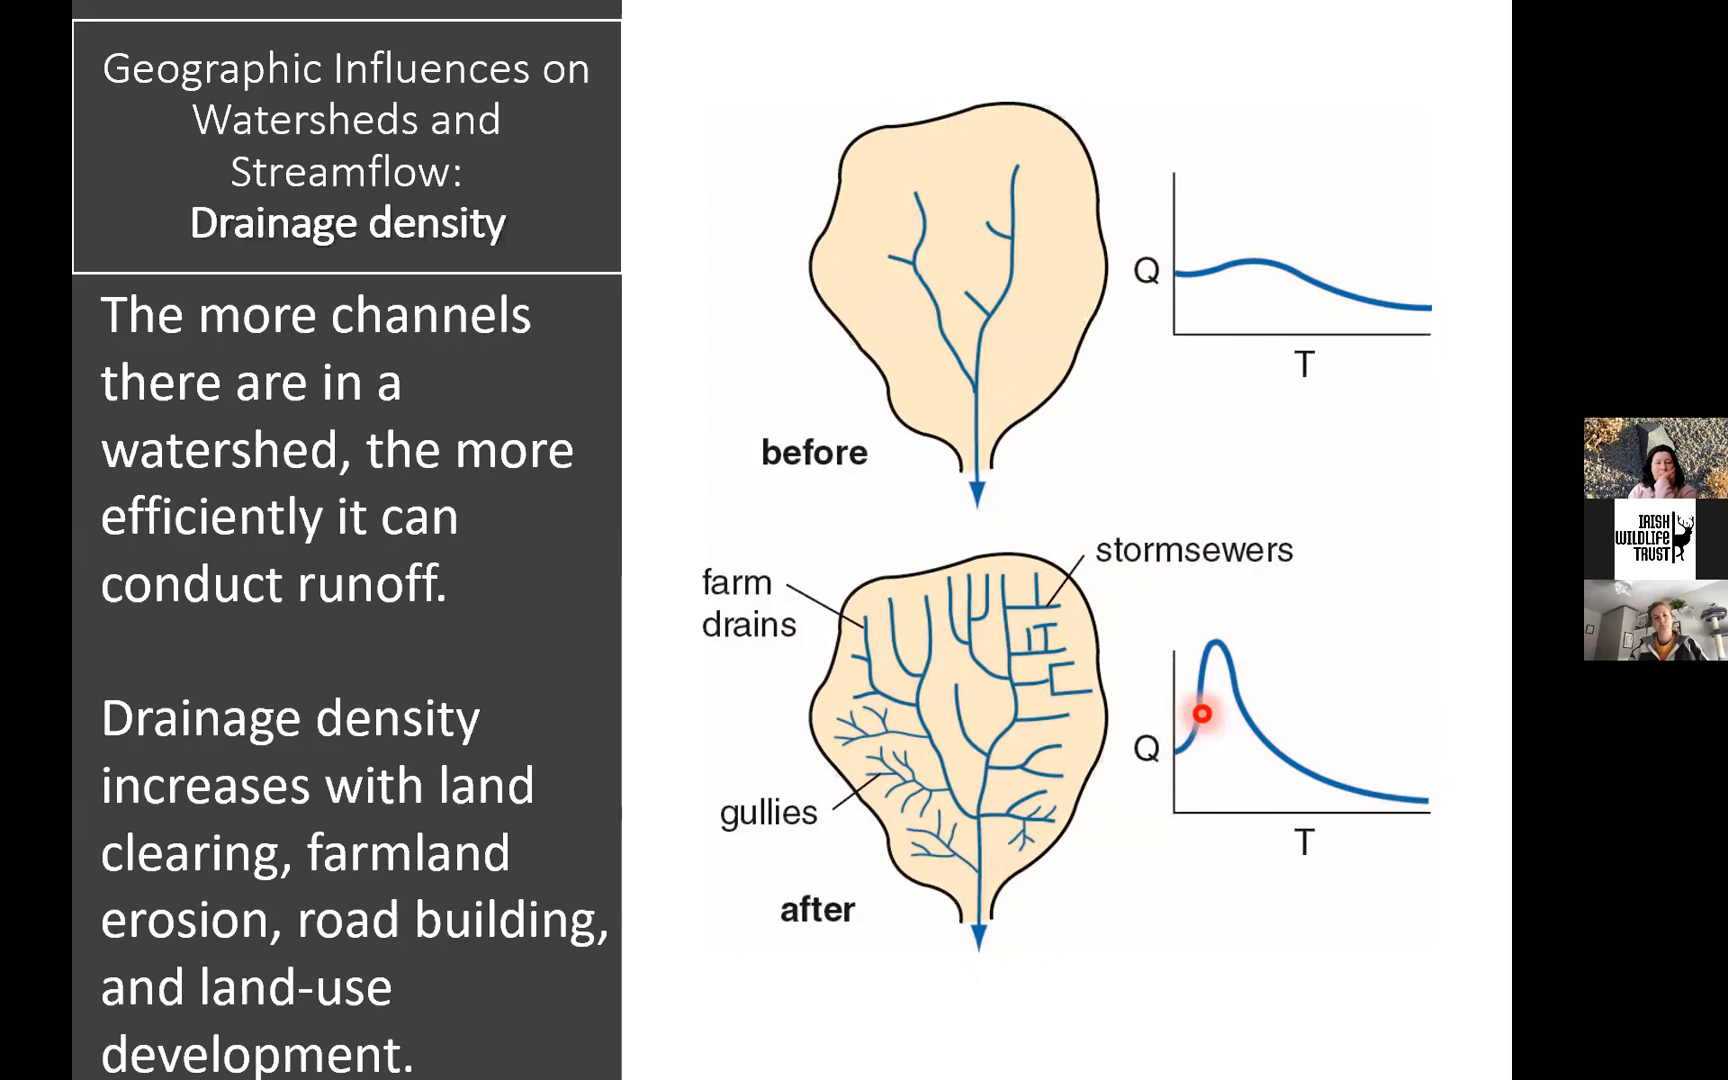 Geographic Influences on
Watersheds and
Streamflow:
Drainage density
The more channels
there are in a
watershed, the more
efficiently it can
conduct runoff.
Drainage density
increases with land
clearing, farmland
erosion, road building,
and land-use
development.
Q
T
before
stormsewers
farm
drains
gullies
Q
T
after
IRISH
WILDLIFE
TRUST